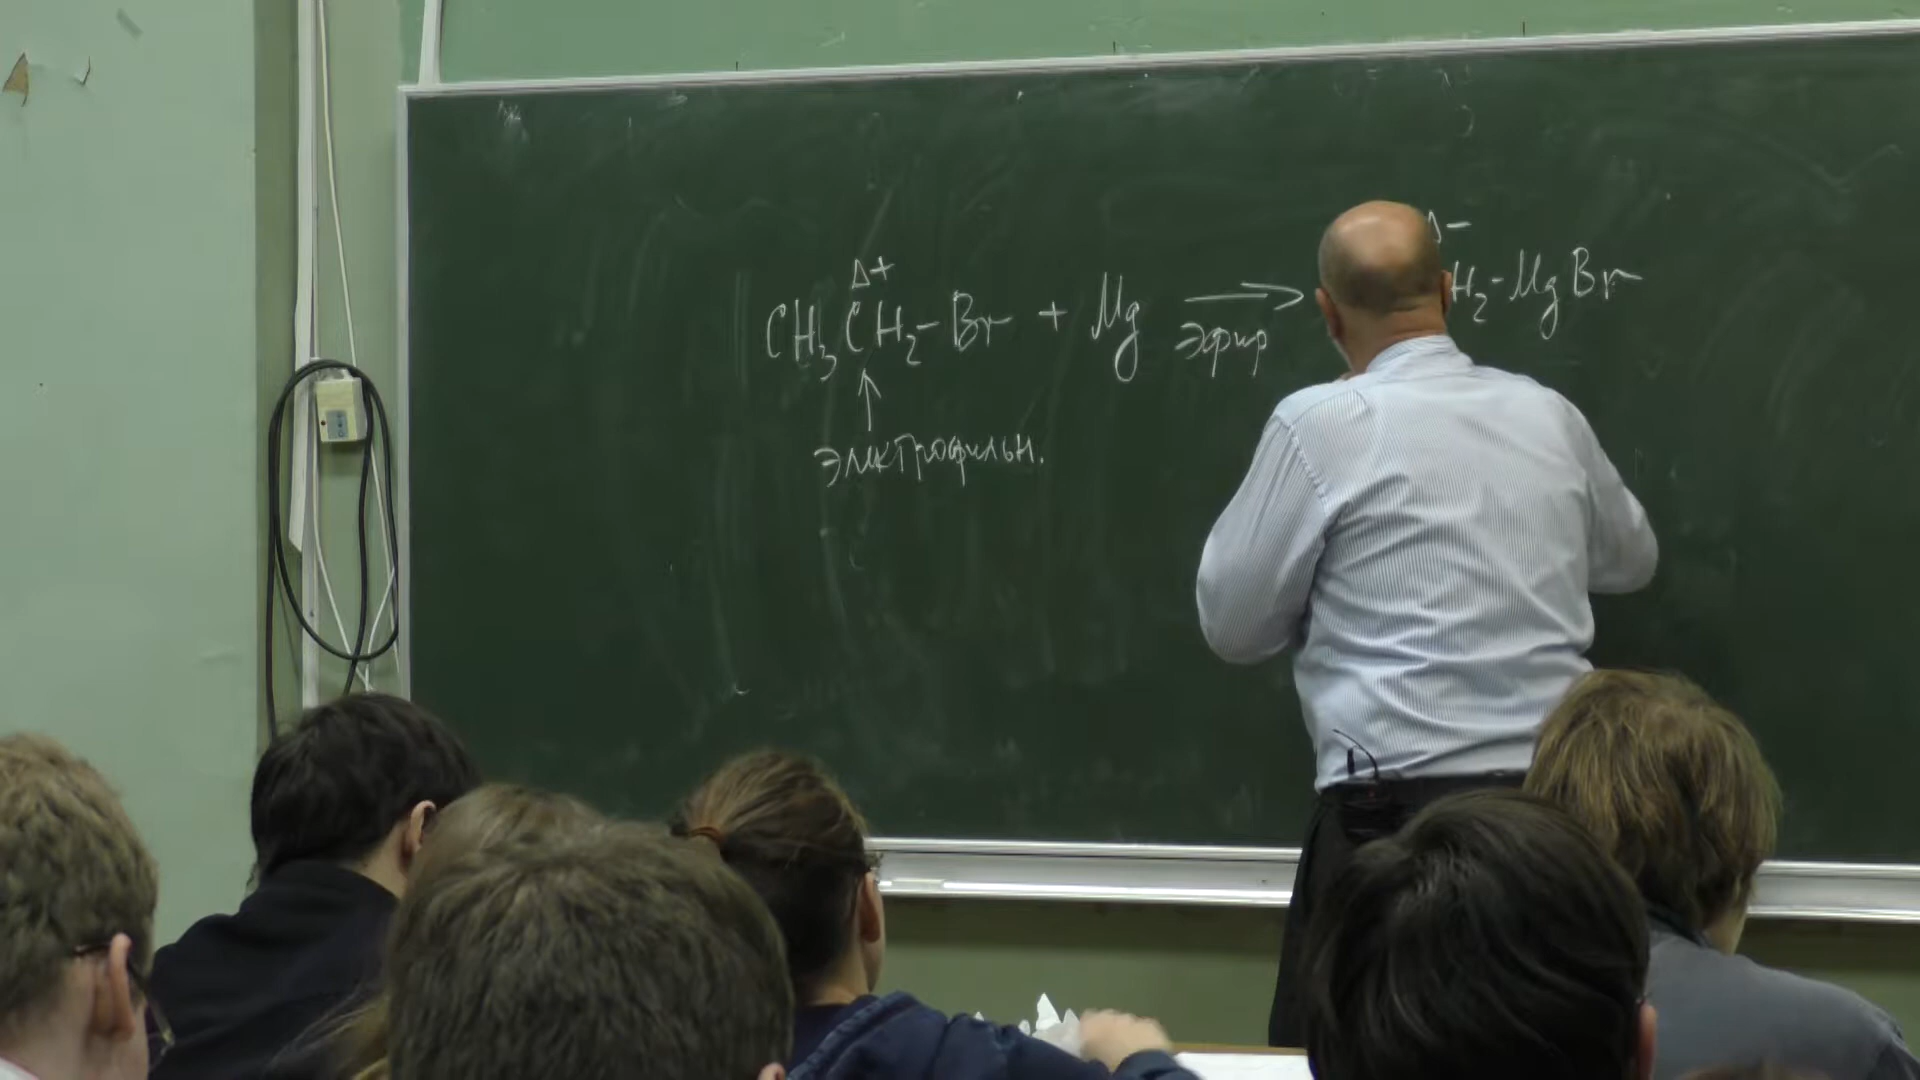 Δ+ Δ−
CH₃CH₂-Br + Mg ⟶ H₂-MgBr
эфир
↑
электрофильн.